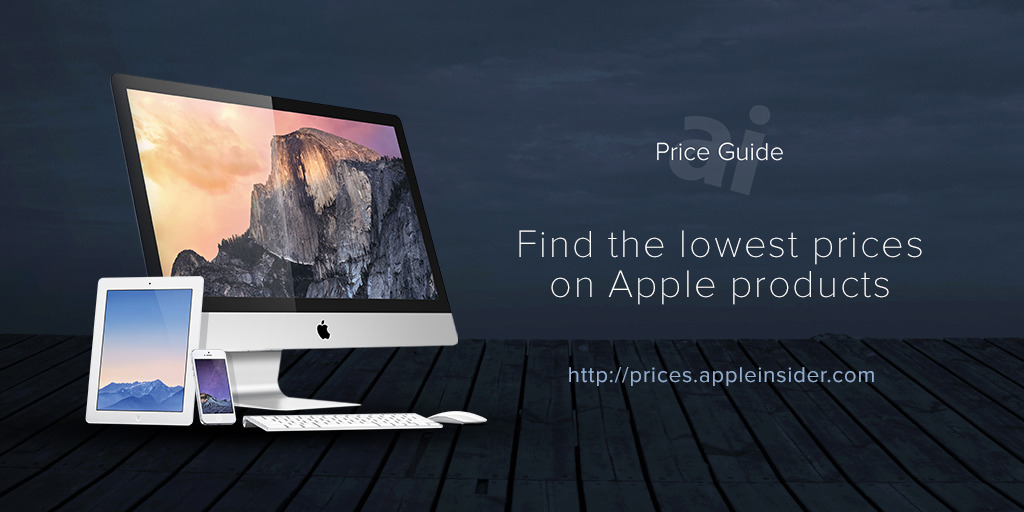 ai
Price Guide
Find the lowest prices
on Apple products
http://prices.appleinsider.com